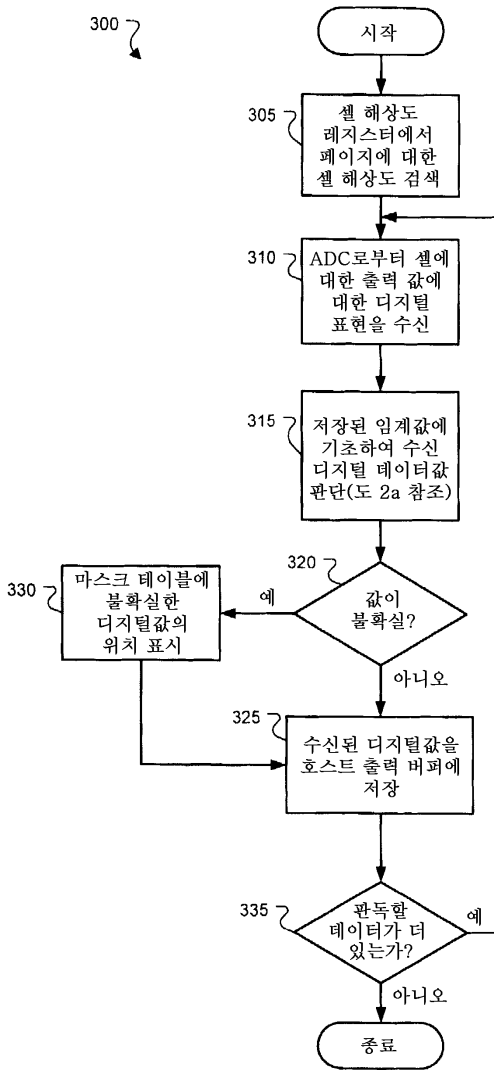 300
시작
305
셀 해상도
레지스터에서
페이지에 대한
셀 해상도 검색
310
ADC로부터 셀에
대한 출력 값에
대한 디지털
표현을 수신
315
저장된 임계값에
기초하여 수신
디지털 데이터값
판단(도 2a 참조)
320
값이
불확실?
예
아니오
330
마스크 테이블에
불확실한
디지털값의
위치 표시
325
수신된 디지털값을
호스트 출력 버퍼에
저장
335
판독할
데이터가 더
있는가?
예
아니오
종료